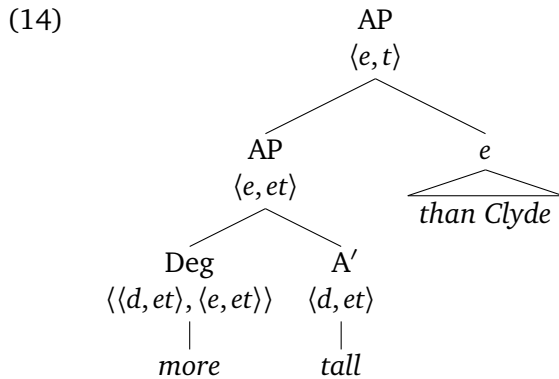 (14)
AP
⟨e, t⟩
AP e
⟨e, et⟩ than Clyde
Deg A′
⟨⟨d, et⟩, ⟨e, et⟩⟩ ⟨d, et⟩
more tall